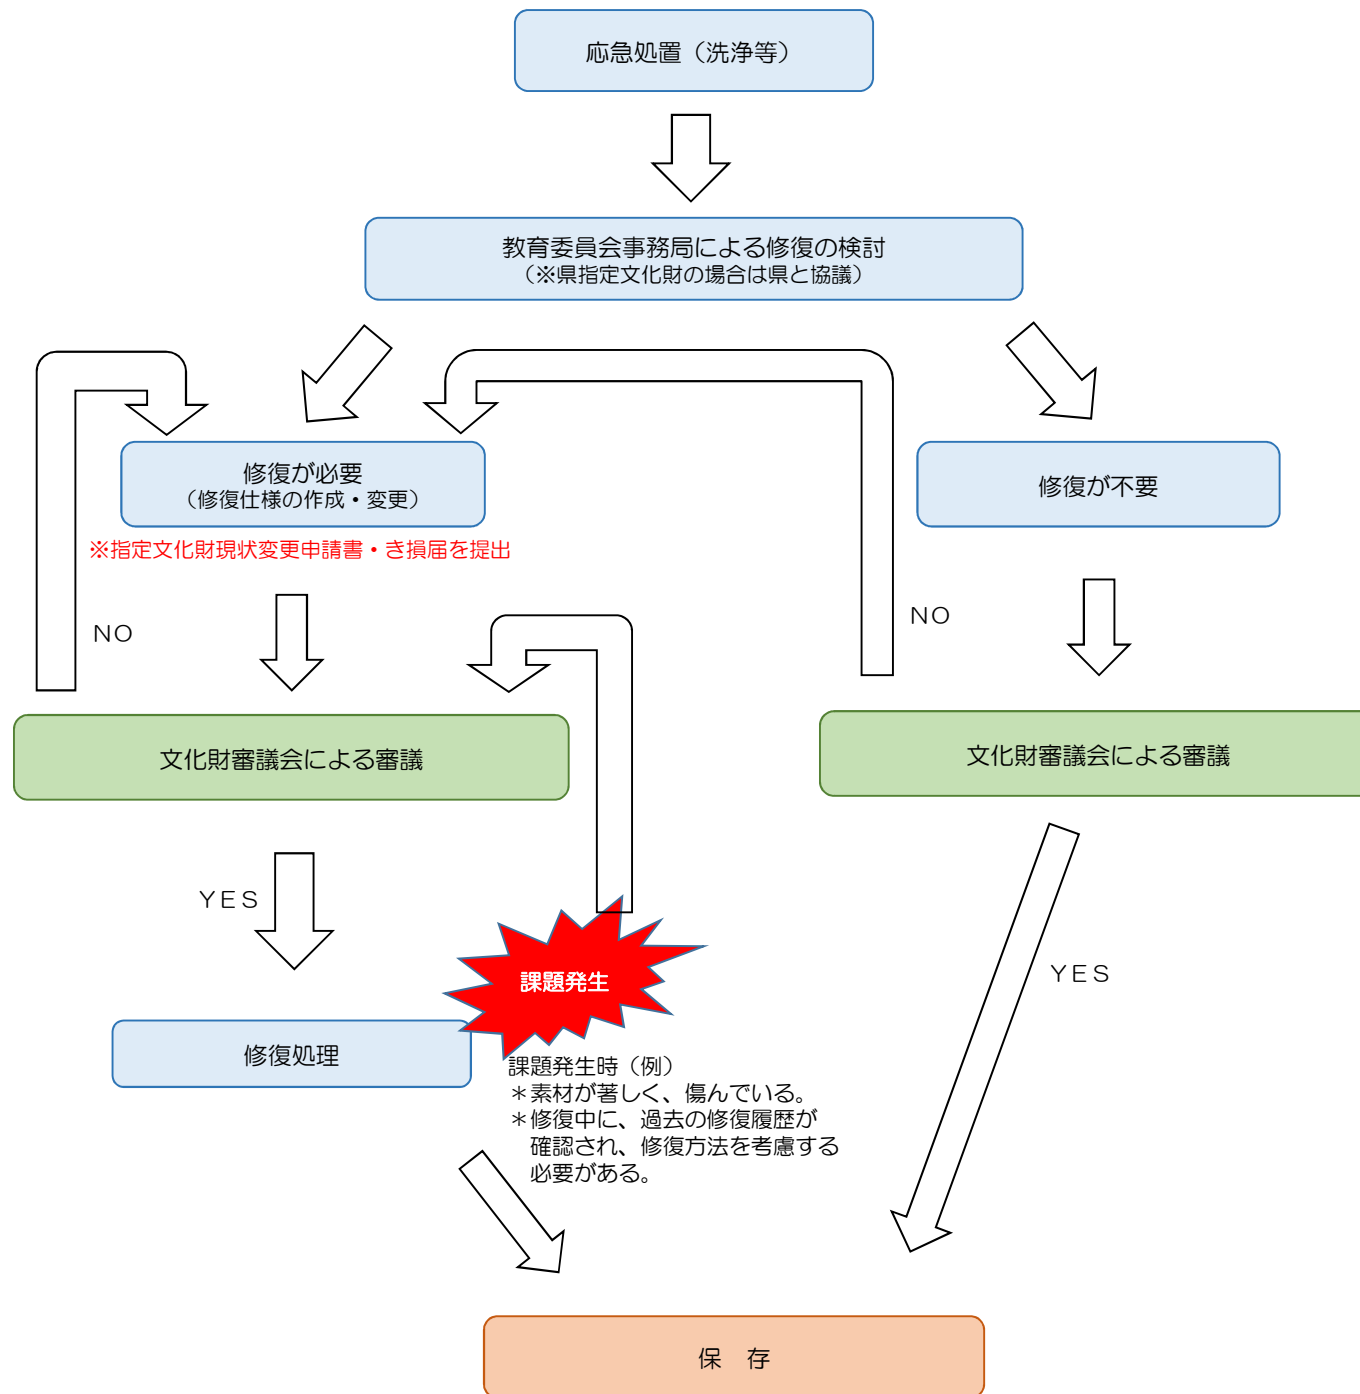 応急処置（洗浄等）
教育委員会事務局による修復の検討
（※県指定文化財の場合は県と協議）
修復が必要
（修復仕様の作成・変更）
修復が不要
※指定文化財現状変更申請書・き損届を提出
NO
NO
文化財審議会による審議
文化財審議会による審議
YES
課題発生
YES
修復処理
課題発生時（例）
＊素材が著しく、傷んでいる。
＊修復中に、過去の修復履歴が
確認され、修復方法を考慮する
必要がある。
保　存